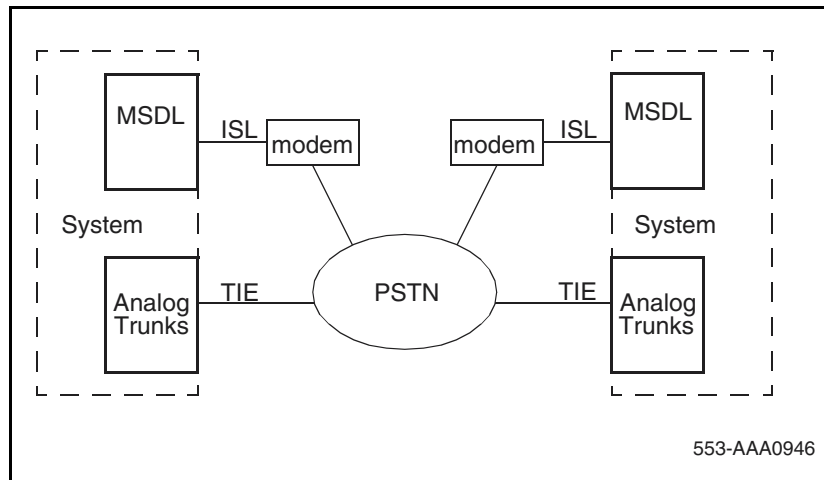 MSDL
ISL
modem
modem
ISL
MSDL
System
System
Analog
Trunks
TIE
PSTN
TIE
Analog
Trunks
553-AAA0946